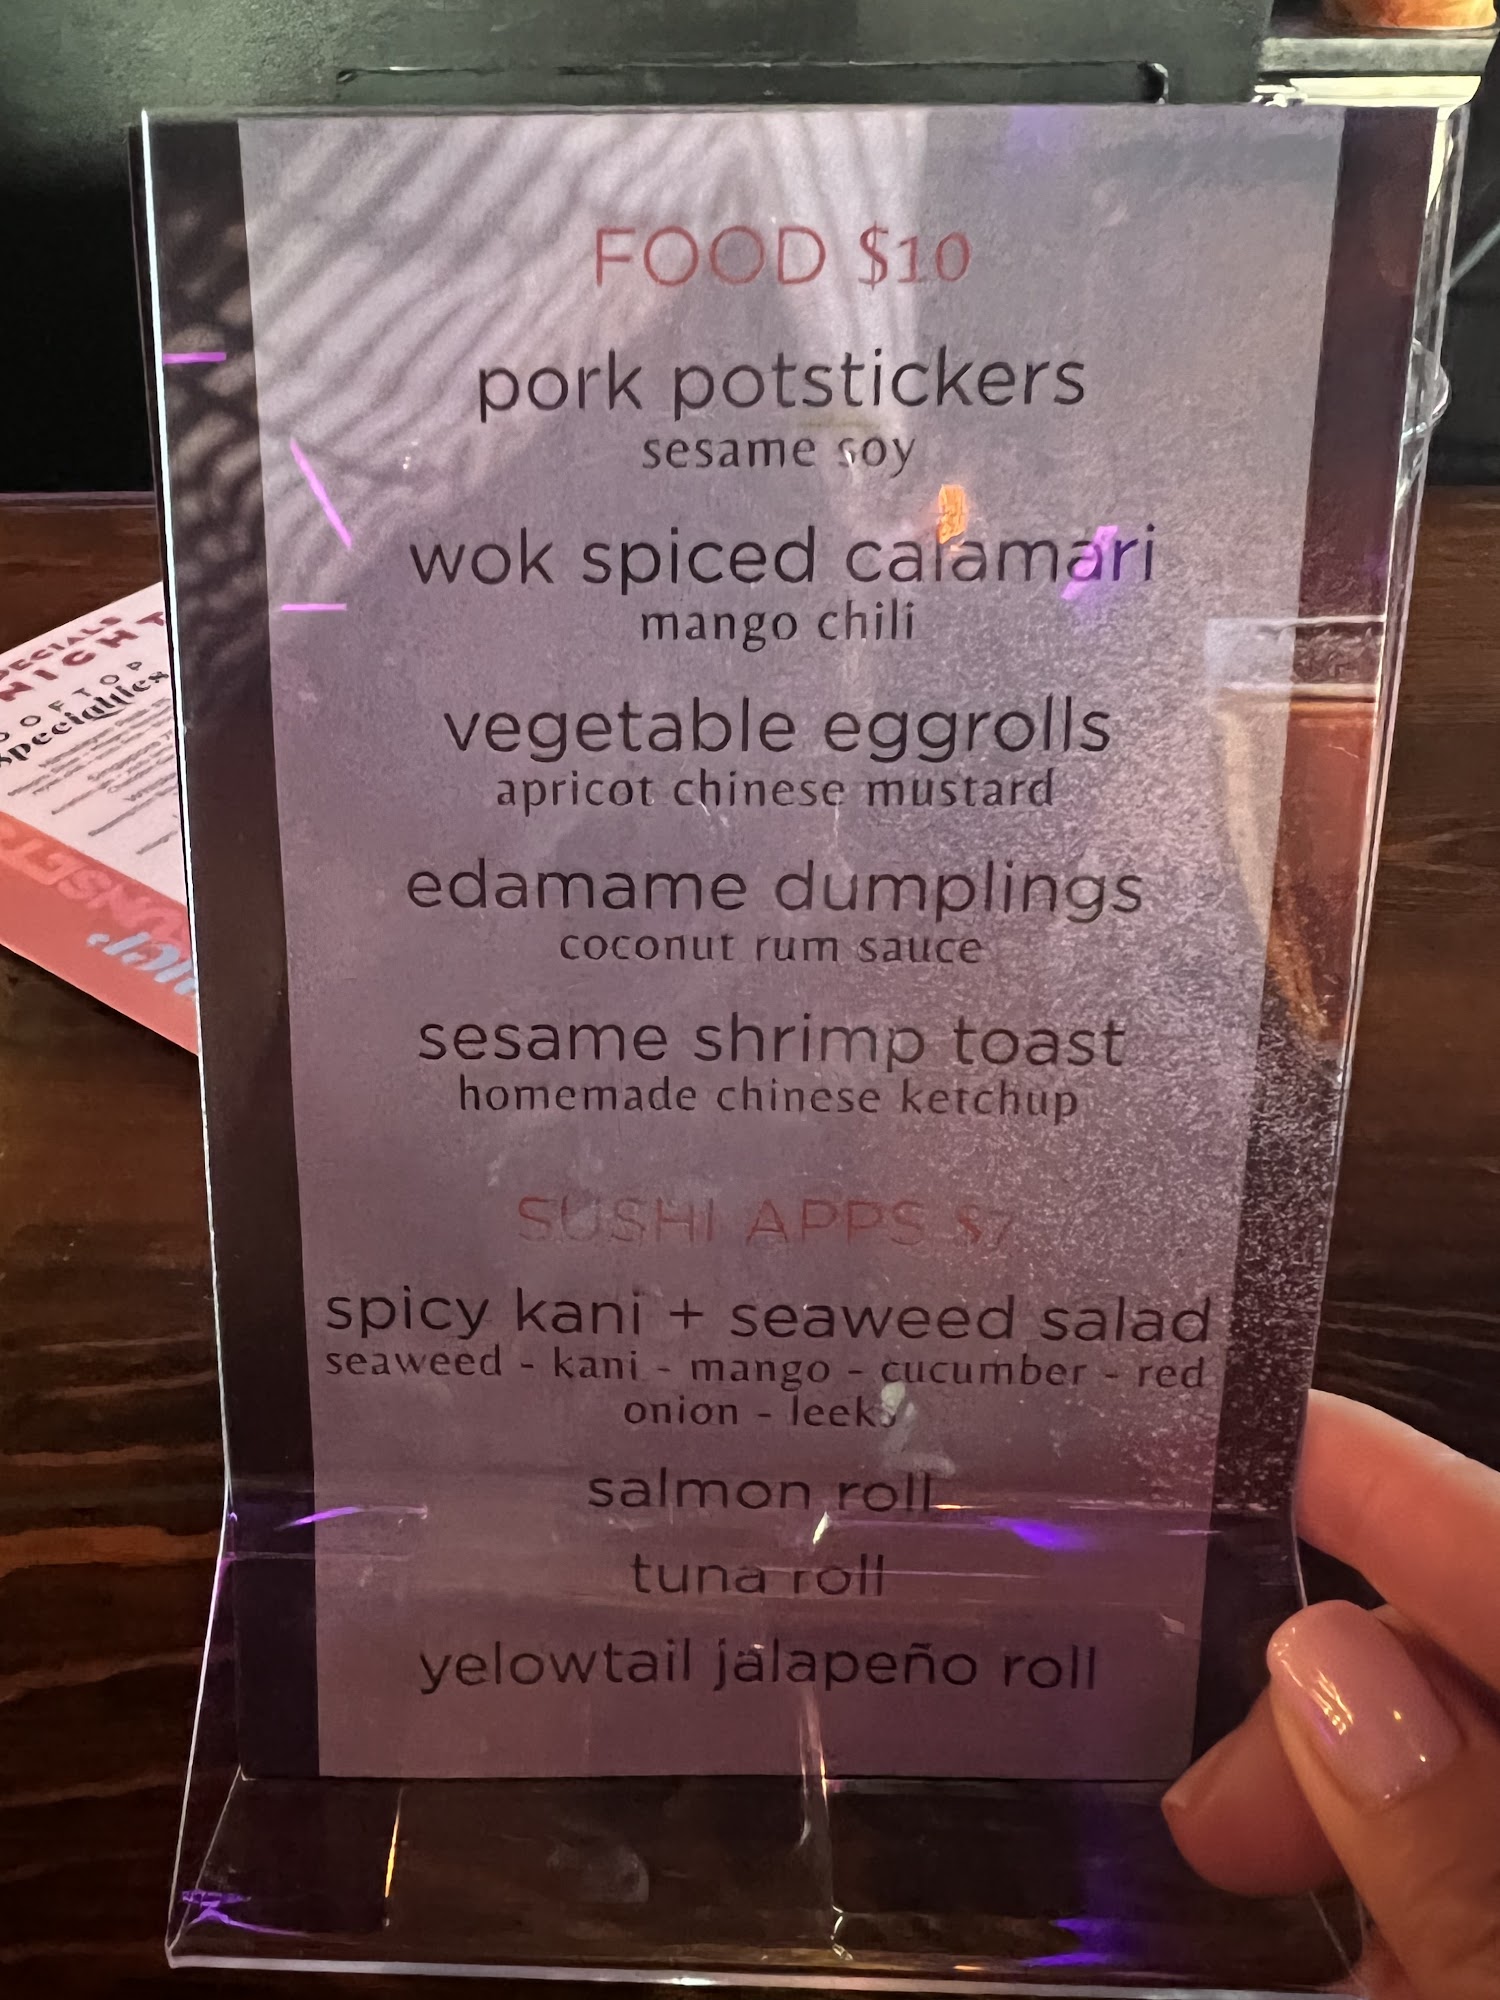 FOOD $10
pork potstickers
sesame soy
wok spiced calamari
mango chili
vegetable eggrolls
apricot chinese mustard
edamame dumplings
coconut rum sauce
sesame shrimp toast
homemade chinese ketchup
SUSHI APPS $7
spicy kani + seaweed salad
seaweed - kani - mango - cucumber - red
onion - leeks
salmon roll
tuna roll
yelowtail jalapeño roll
NIGHT
specialties